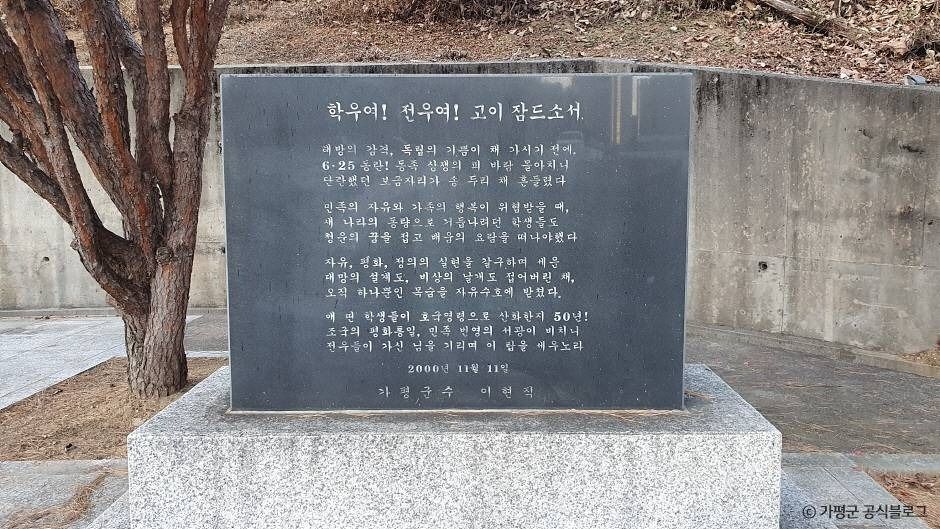 학우여! 전우여! 고이 잠드소서
해방의 감격, 독립의 기쁨이 채 가시기 전에.
6·25 동란! 동족 상쟁의 피 바람 몰아치니
단란했던 보금자리가 송 두리 채 흔들렸다
민족의 자유와 가족의 행복이 위협받을 때,
새 나라의 동량으로 거듭나려던 학생들도
청운의 꿈을 접고 배움의 요람을 떠나야했다
자유, 평화, 정의의 실현을 갈구하며 세운
대망의 설계도, 비상의 날개도 접어버린 채,
오직 하나뿐인 목숨을 자유수호에 받쳤다.
애 띤 학생들이 호국영령으로 산화한지 50년!
조국의 평화통일, 민족 번영의 서광이 비치니
전우들이 가신 님을 기리며 이 탑을 세우노라
2000년 11월 11일
가평군수 이현직
© 가평군 공식블로그